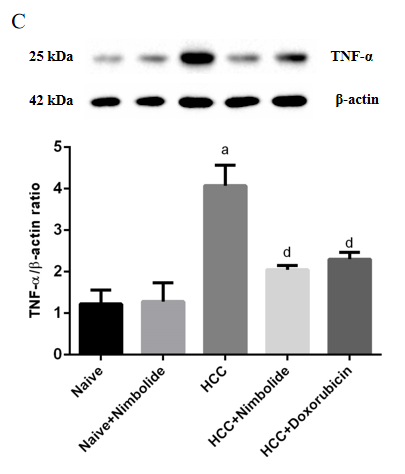 C
25 kDa TNF-α
42 kDa β-actin
TNF-α/β-actin ratio
5
4
3
2
1
0
a
d
d
Naive
Naive+Nimbolide
HCC
HCC+Nimbolide
HCC+Doxorubicin